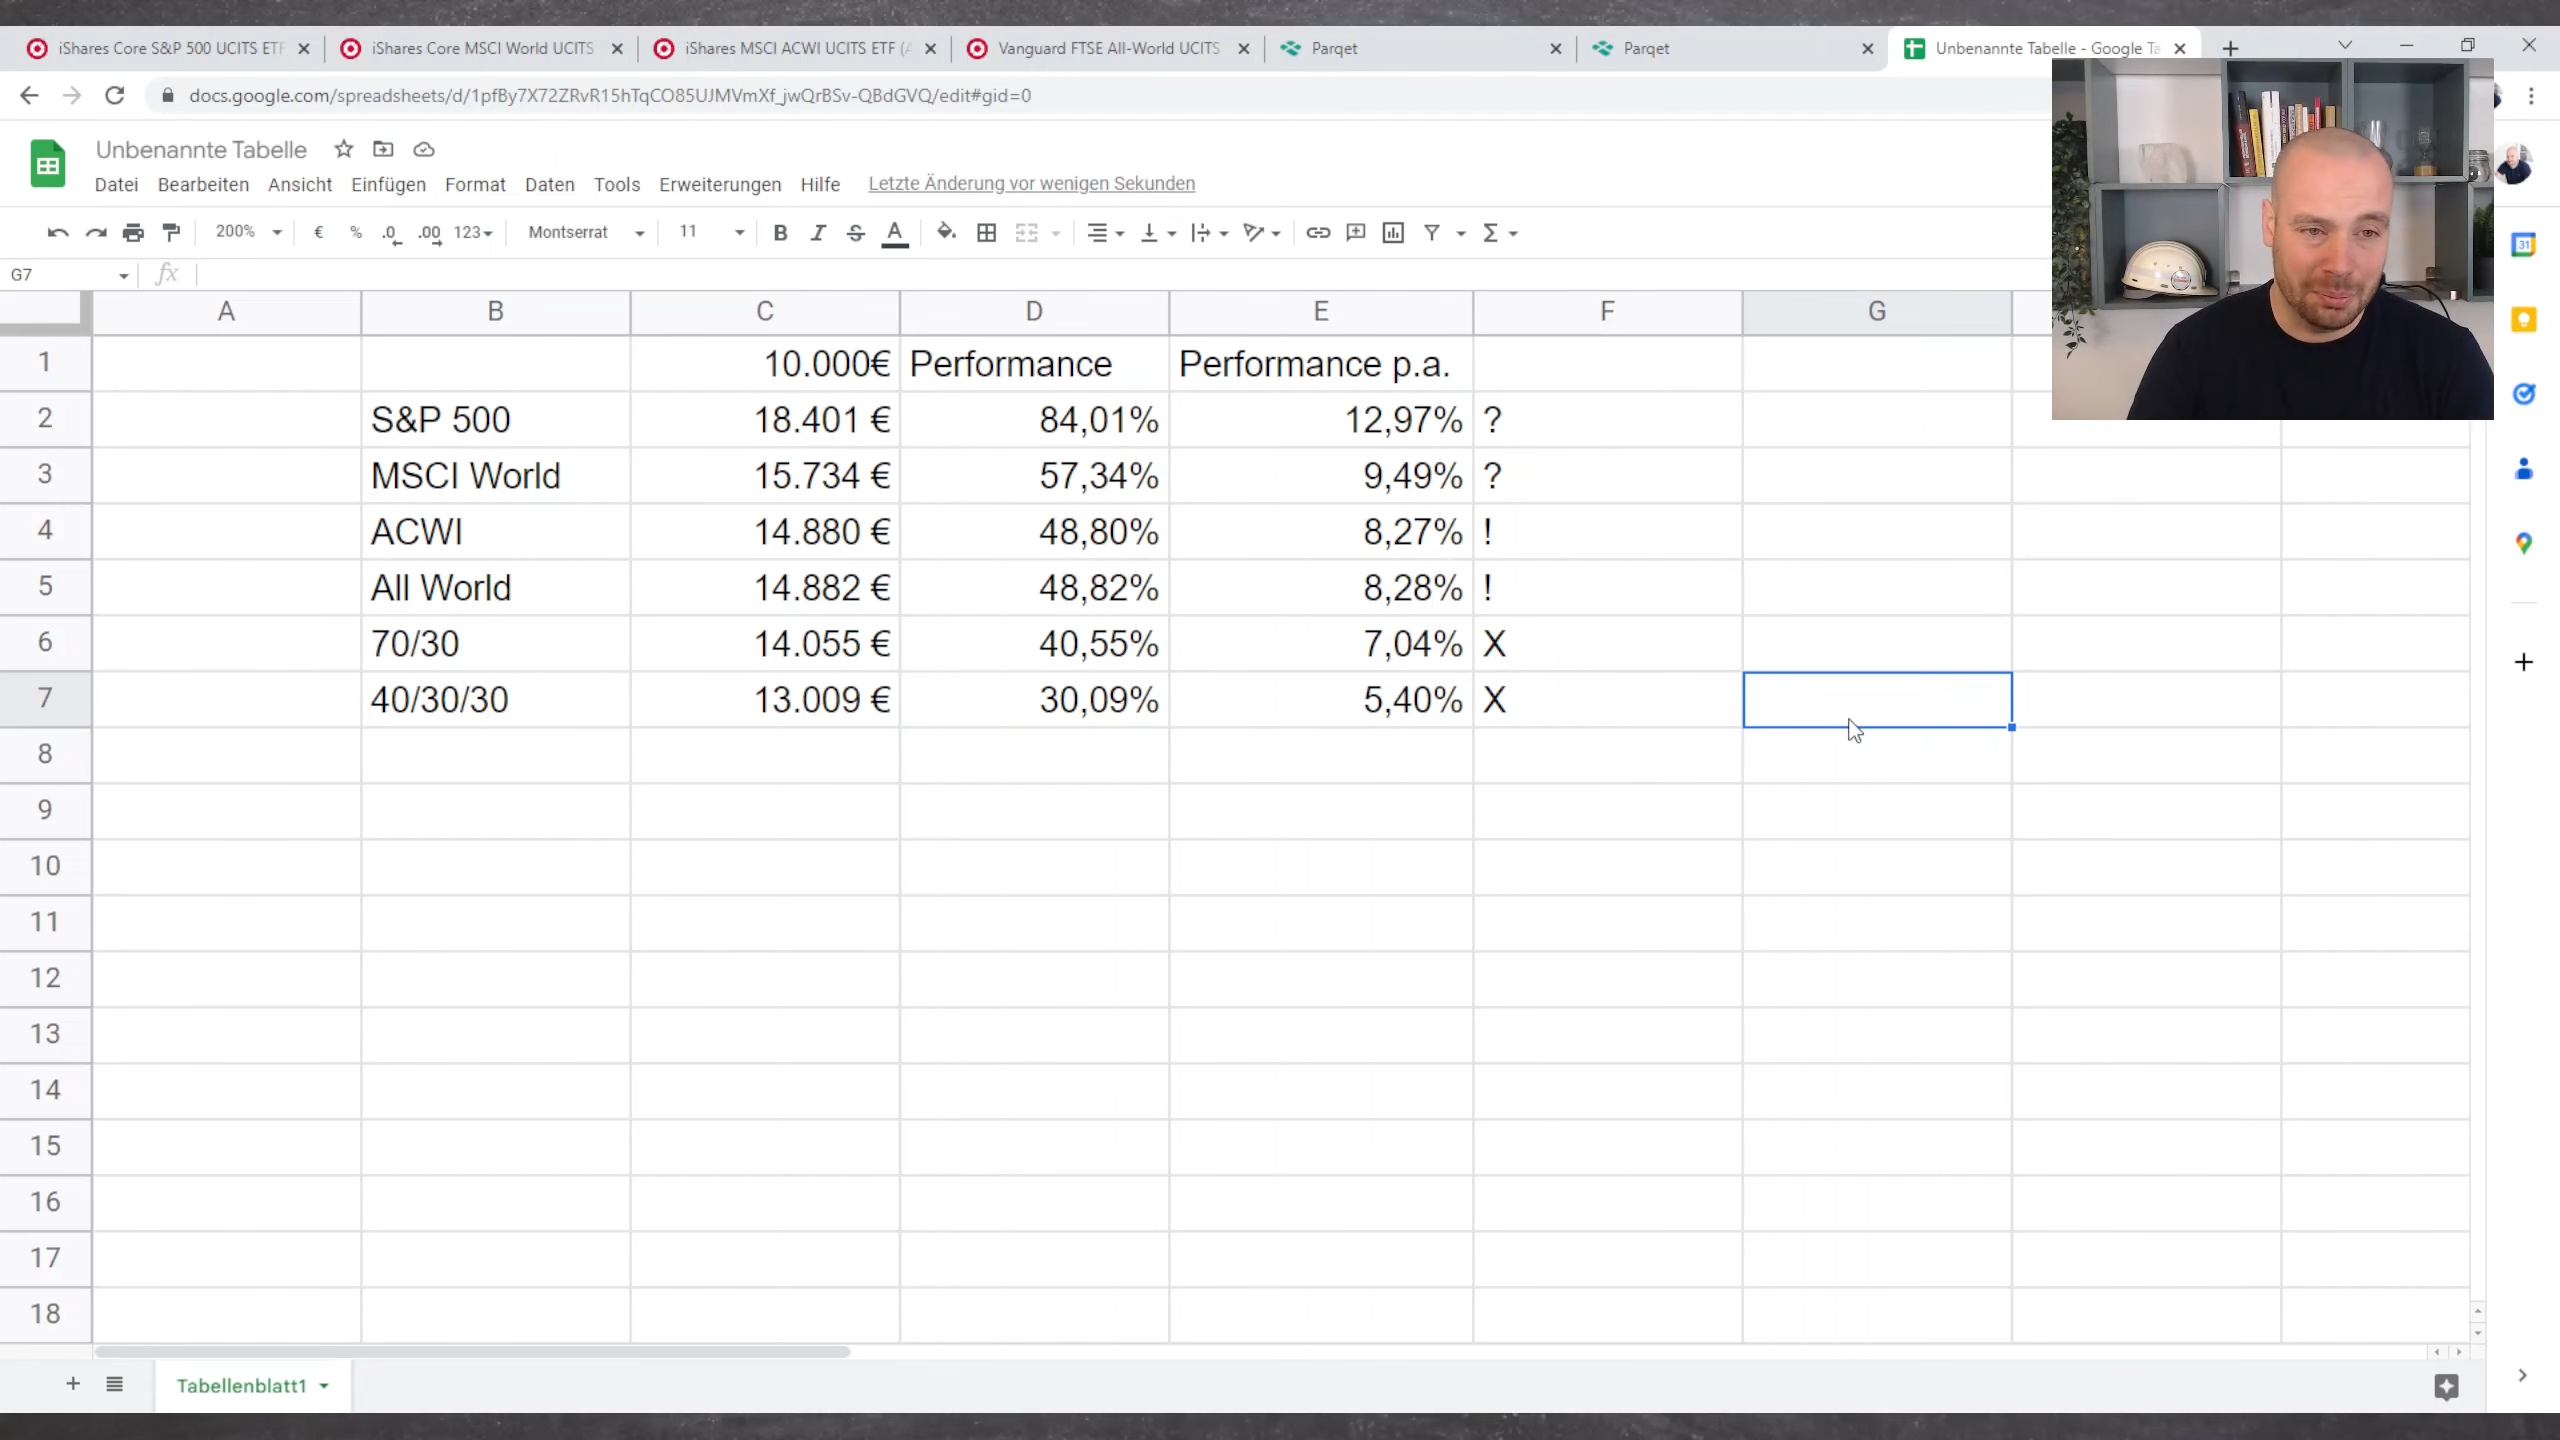 iShares Core S&P 500 UCITS ETF
iShares Core MSCI World UCITS
iShares MSCI ACWI UCITS ETF (A
Vanguard FTSE All-World UCITS
Parqet
Parqet
Unbenannte Tabelle - Google Ta
docs.google.com/spreadsheets/d/1pfBy7X72ZRvR15hTqCO85UJMVmXf_jwQrBSv-QBdGVQ/edit#gid=0
Unbenannte Tabelle
Datei Bearbeiten Ansicht Einfügen Format Daten Tools Erweiterungen Hilfe Letzte Änderung vor wenigen Sekunden
200% € % .0 .00 123 Montserrat 11 B I S A Σ
31
G7 fx
A B C D E F G
1 10.000€ Performance Performance p.a.
2 S&P 500 18.401 € 84,01% 12,97% ?
3 MSCI World 15.734 € 57,34% 9,49% ?
4 ACWI 14.880 € 48,80% 8,27% !
5 All World 14.882 € 48,82% 8,28% !
6 70/30 14.055 € 40,55% 7,04% X
7 40/30/30 13.009 € 30,09% 5,40% X
8
9
10
11
12
13
14
15
16
17
18
Tabellenblatt1